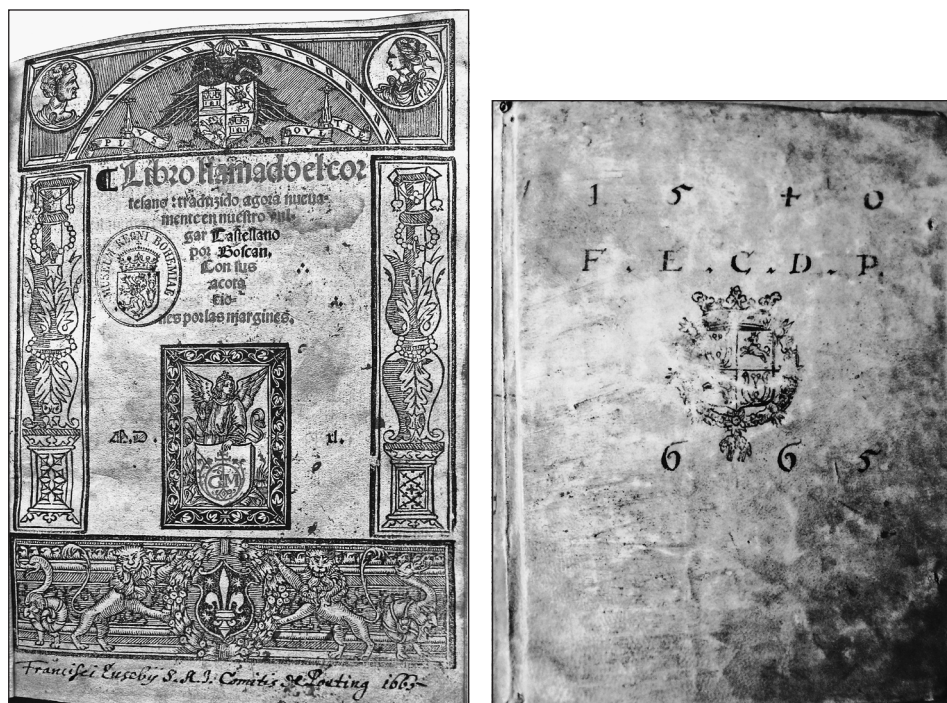 PLVS OVLTRE
¶ Libro llamado el cor
tesano: traduzido agora nueua-
mente en nuestro vul-
gar Castellano
por Boscan.
Con sus
acota
cio-
nes por las margines.
MUSEUM REGNI BOHEMIAE
M.D. xl.
Francisci Eusebij S.R.I. Comitis de Potting 1665
1 5 4 0
F. E. C. D. P.
6 6 5